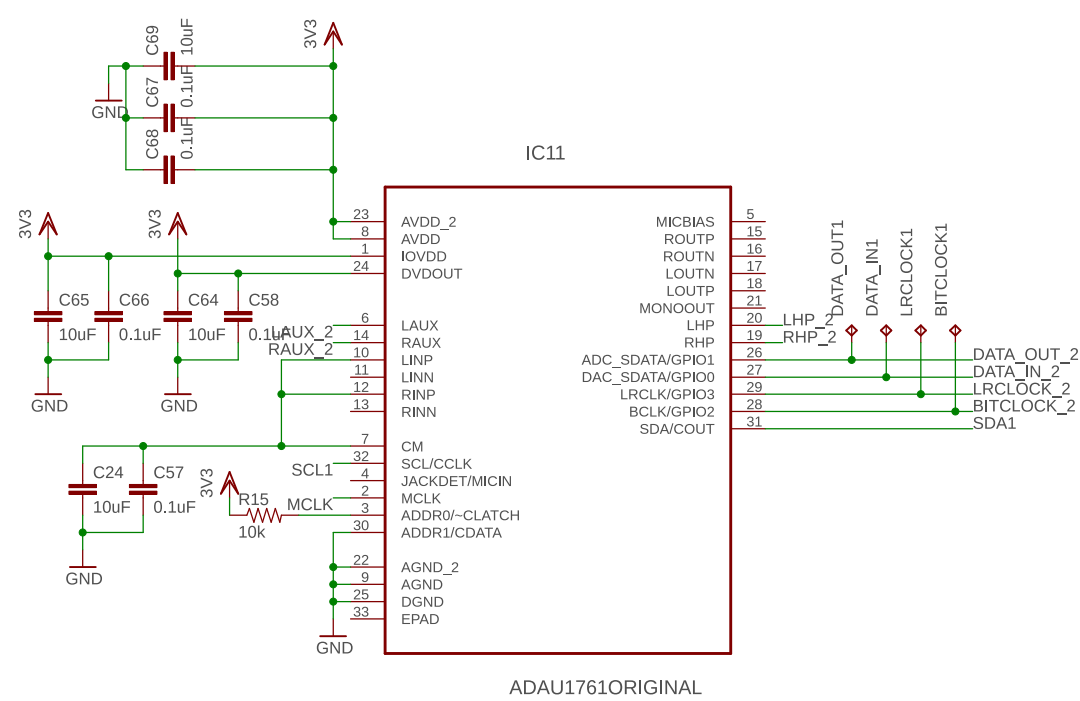 C69
10uF
3V3
C67
0.1uF
GND
C68
0.1uF
IC11
3V3
3V3
23
AVDD_2
8
AVDD
1
IOVDD
24
DVDOUT
C65
10uF
C66
0.1uF
C64
10uF
C58
0.1uF
GND
GND
6
LAUX
LAUX_2
14
RAUX
RAUX_2
10
LINP
11
LINN
12
RINP
13
RINN
7
CM
32
SCL/CCLK
SCL1
4
JACKDET/MICIN
2
MCLK
MCLK
3
ADDR0/~CLATCH
30
ADDR1/CDATA
C24
10uF
C57
0.1uF
3V3
R15
10k
GND
22
AGND_2
9
AGND
25
DGND
33
EPAD
GND
MICBIAS
5
ROUTP
15
ROUTN
16
LOUTN
17
LOUTP
18
MONOOUT
21
LHP
20
LHP_2
RHP
19
RHP_2
ADC_SDATA/GPIO1
26
DATA_OUT_2
DAC_SDATA/GPIO0
27
DATA_IN_2
LRCLK/GPIO3
29
LRCLOCK_2
BCLK/GPIO2
28
BITCLOCK_2
SDA/COUT
31
SDA1
DATA_OUT1
DATA_IN1
LRCLOCK1
BITCLOCK1
ADAU1761ORIGINAL